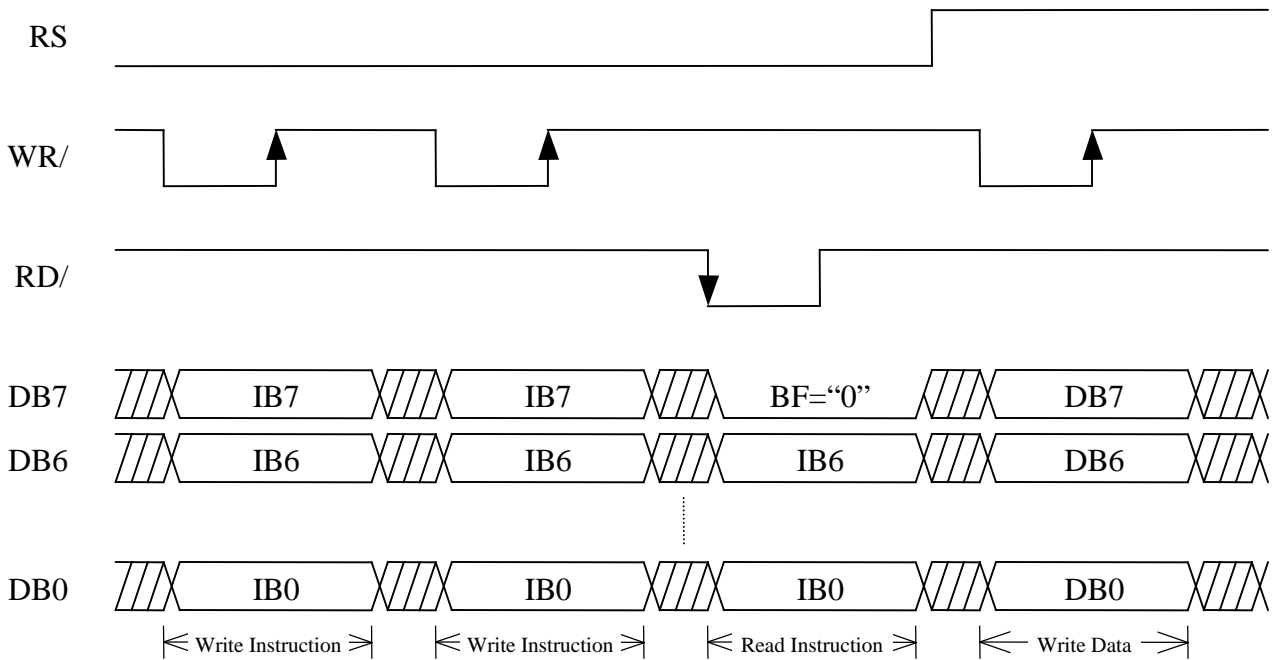 RS
WR/
RD/
DB7 IB7 IB7 BF=“0” DB7
DB6 IB6 IB6 IB6 DB6
DB0 IB0 IB0 IB0 DB0
Write Instruction Write Instruction Read Instruction Write Data